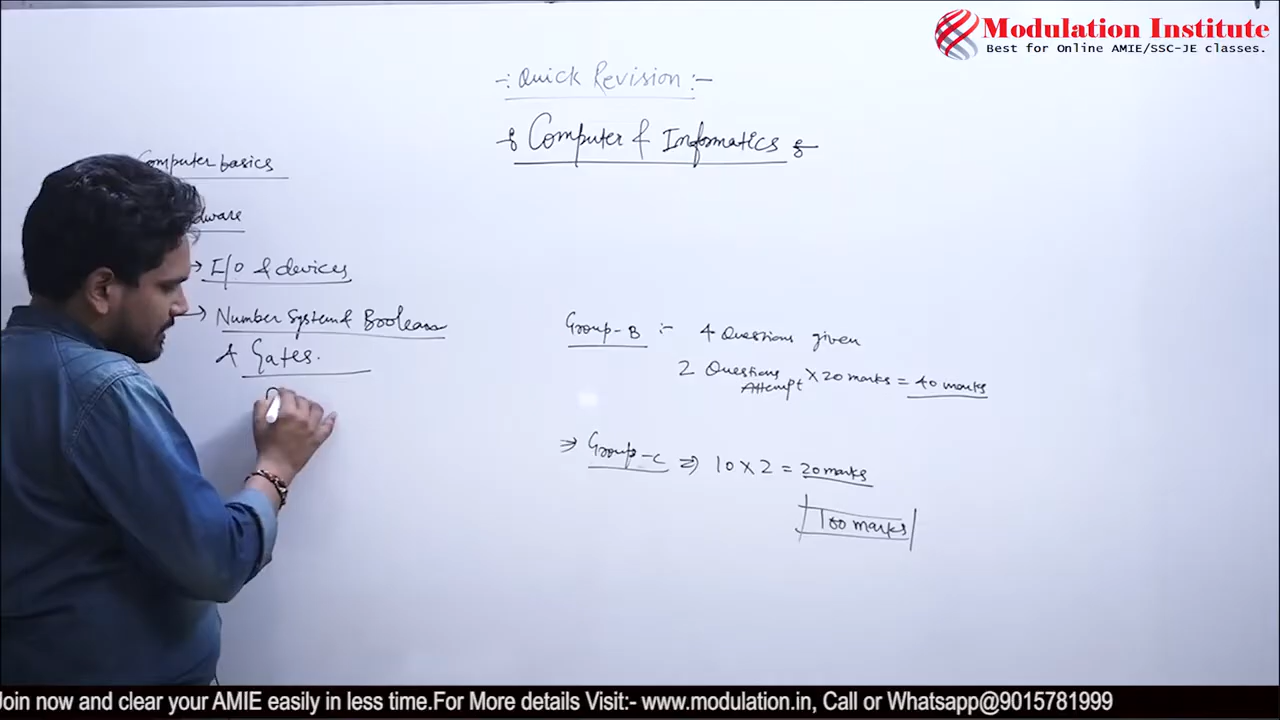 Modulation Institute
Best for Online AMIE/SSC-JE classes.
-: Quick Revision :-
-: Computer & Informatics :-
Computer basics
dware
→ I/O & devices
→ Number System & Boolean
& Gates.
Group-B :- 4 Questions given
2 Questions Attempt × 20 marks = 40 marks
⇒ Group-C ⇒ 10 × 2 = 20 marks
100 marks
Join now and clear your AMIE easily in less time.For More details Visit:- www.modulation.in, Call or Whatsapp@9015781999